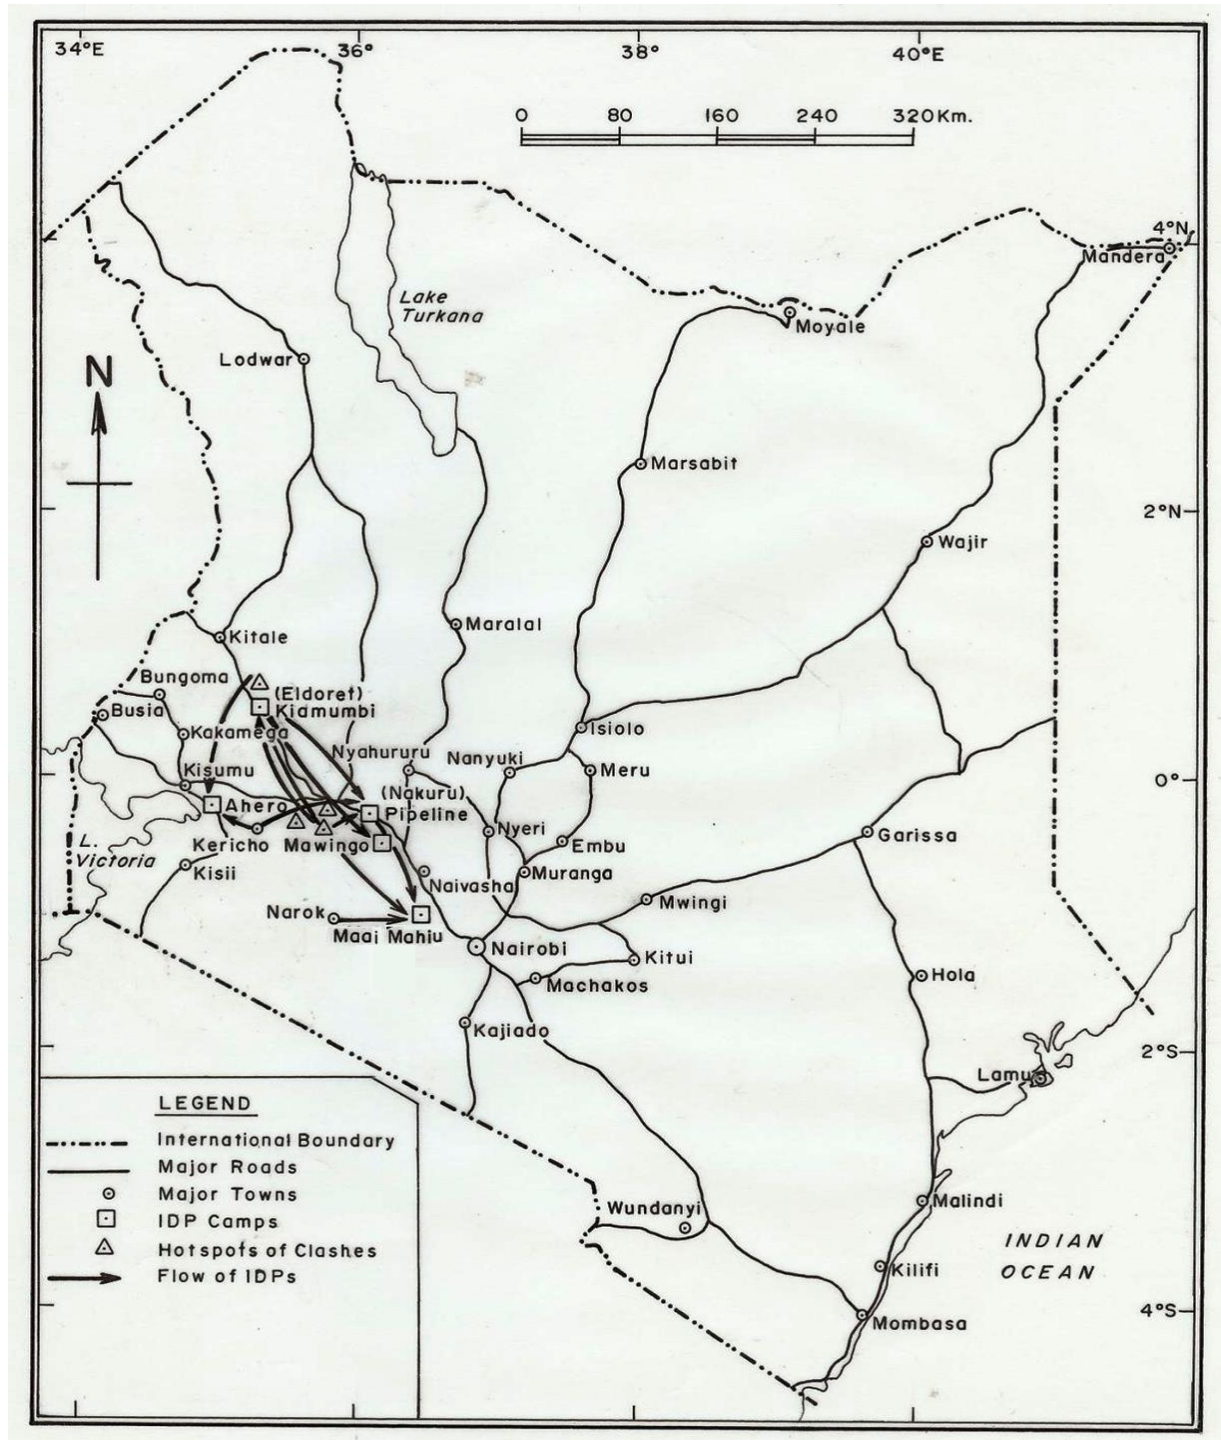 34°E
36°
38°
40°E
0 80 160 240 320Km.
4°N
Mandera
Lake
Turkana
Moyale
Lodwar
N
Marsabit
2°N
Wajir
Kitale
Maralal
Bungoma
(Eldoret)
Kiamumbi
Busia
Kakamega
Isiolo
Nyahururu
Nanyuki
Kisumu
Meru
0°
(Nakuru)
Ahero
Pipeline
Nyeri
Garissa
L.
Victoria
Kericho
Mawingo
Embu
Kisii
Naivasha
Muranga
Mwingi
Narok
Maai Mahiu
Nairobi
Kitui
Machakos
Hola
Kajiado
2°S
Lamu
LEGEND
International Boundary
Major Roads
Major Towns
IDP Camps
Hotspots of Clashes
Flow of IDPs
Wundanyi
Malindi
INDIAN
OCEAN
Kilifi
4°S
Mombasa